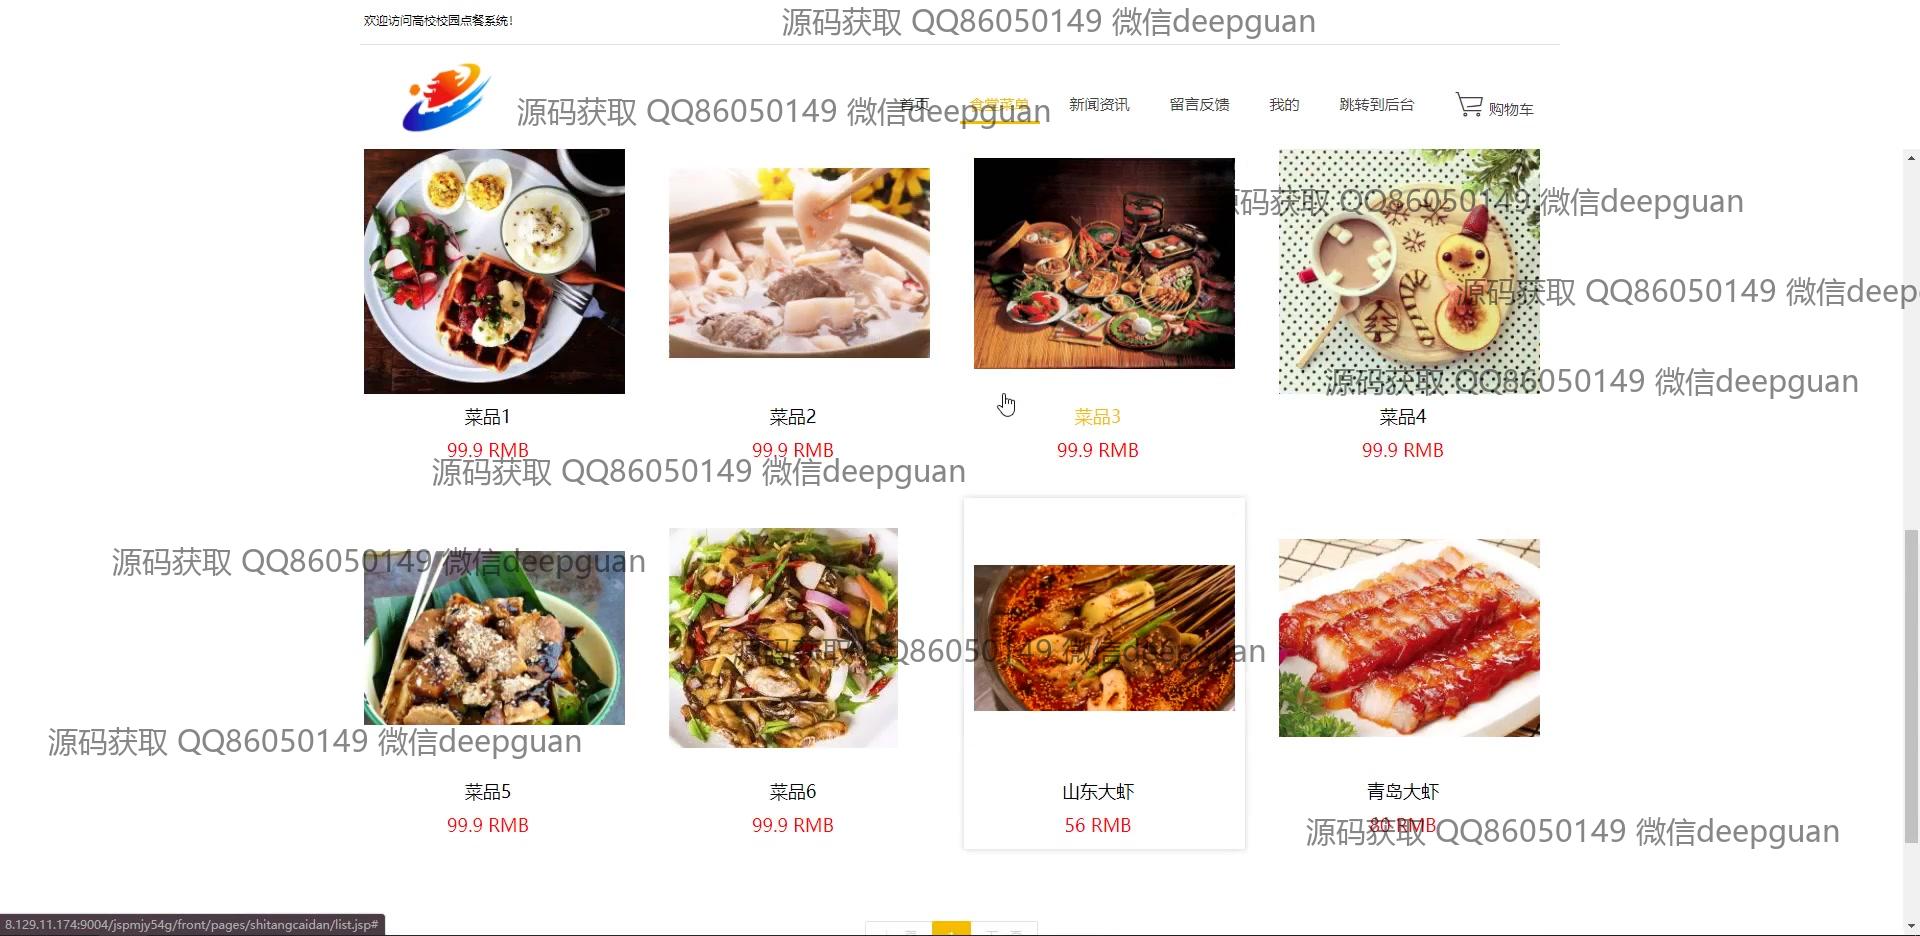 欢迎访问高校校园点餐系统!
源码获取 QQ86050149 微信deepguan
源码获取 QQ86050149 微信deepguan
首页 食堂菜单 新闻资讯 留言反馈 我的 跳转到后台 购物车
源码获取 QQ86050149 微信deepguan
源码获取 QQ86050149 微信deep
源码获取 QQ86050149 微信deepguan
菜品1 菜品2 菜品3 菜品4
99.9 RMB 99.9 RMB 99.9 RMB 99.9 RMB
源码获取 QQ86050149 微信deepguan
源码获取 QQ86050149 微信deepguan
源码获取 QQ86050149 微信deepguan
源码获取 QQ86050149 微信deepguan
菜品5 菜品6 山东大虾 青岛大虾
99.9 RMB 99.9 RMB 56 RMB 80 RMB
源码获取 QQ86050149 微信deepguan
8.129.11.174:9004/jspmjy54g/front/pages/shitangcaidan/list.jsp#